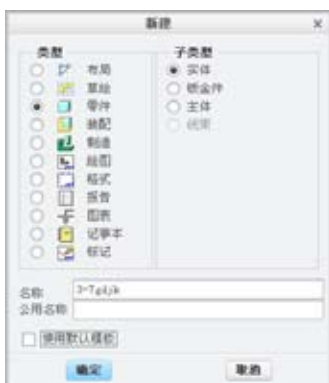 新建
类型
布局
草绘
零件
装配
制造
绘图
格式
报告
图表
记事本
标记
子类型
实体
钣金件
主体
线束
名称
公用名称
使用默认模板
确定
取消